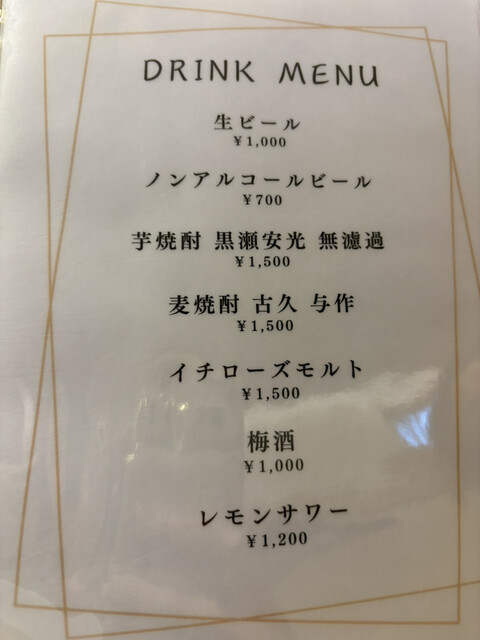 DRINK MENU
生ビール
¥1,000
ノンアルコールビール
¥700
芋焼酎 黒瀬安光 無濾過
¥1,500
麦焼酎 古久 与作
¥1,500
イチローズモルト
¥1,500
梅酒
¥1,000
レモンサワー
¥1,200